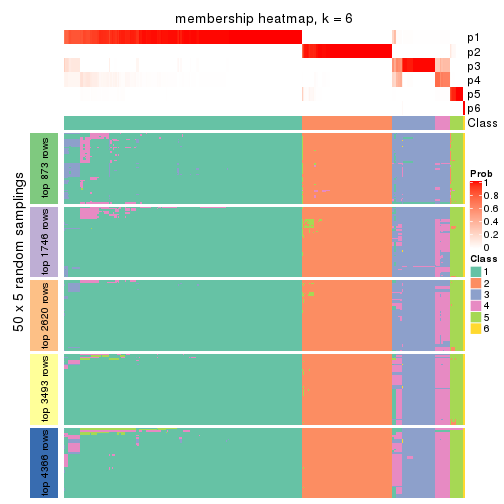 membership heatmap, k = 6
p1
p2
p3
p4
p5
p6
Class
50 x 5 random samplings
top 873 rows
top 1746 rows
top 2620 rows
top 3493 rows
top 4366 rows
Prob
1
0.8
0.6
0.4
0.2
0
Class
1
2
3
4
5
6